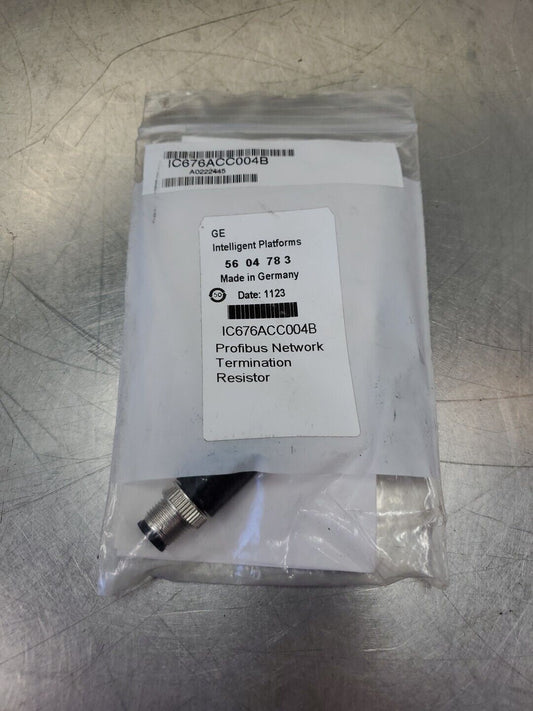 IC676ACC004B
A0222445
GE
Intelligent Platforms
56 04 78 3
Made in Germany
50 Date: 1123
IC676ACC004B
Profibus Network
Termination
Resistor